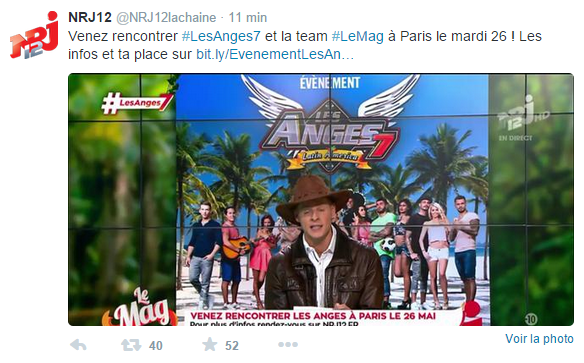 NRJ12 @NRJ12lachaine · 11 min
Venez rencontrer #LesAnges7 et la team #LeMag à Paris le mardi 26 ! Les
infos et ta place sur bit.ly/EvenementLesAn…
NRJ
12
ÉVÈNEMENT
#LesAnges7
LES
ANGES 7
Latin America
NRJ
12 HD
EN DIRECT
Le
Mag
VENEZ RENCONTRER LES ANGES À PARIS LE 26 MAI
Pour plus d'infos rendez-vous sur NRJ12.FR
-10
40
52
Voir la photo